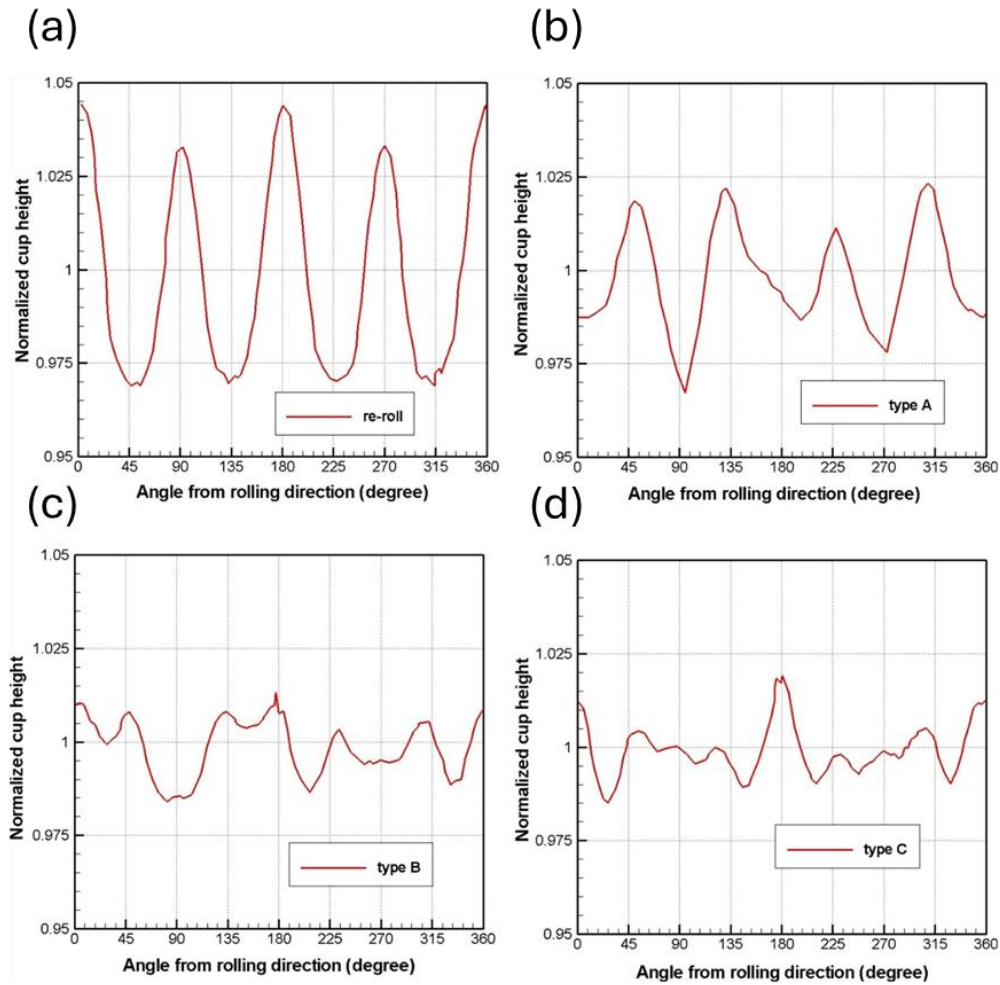 (a)
1.05
1.025
1
0.975
0.95
Normalized cup height
re-roll
0 45 90 135 180 225 270 315 360
Angle from rolling direction (degree)
(b)
1.05
1.025
1
0.975
0.95
Normalized cup height
type A
0 45 90 135 180 225 270 315 360
Angle from rolling direction (degree)
(c)
1.05
1.025
1
0.975
0.95
Normalized cup height
type B
0 45 90 135 180 225 270 315 360
Angle from rolling direction (degree)
(d)
1.05
1.025
1
0.975
0.95
Normalized cup height
type C
0 45 90 135 180 225 270 315 360
Angle from rolling direction (degree)